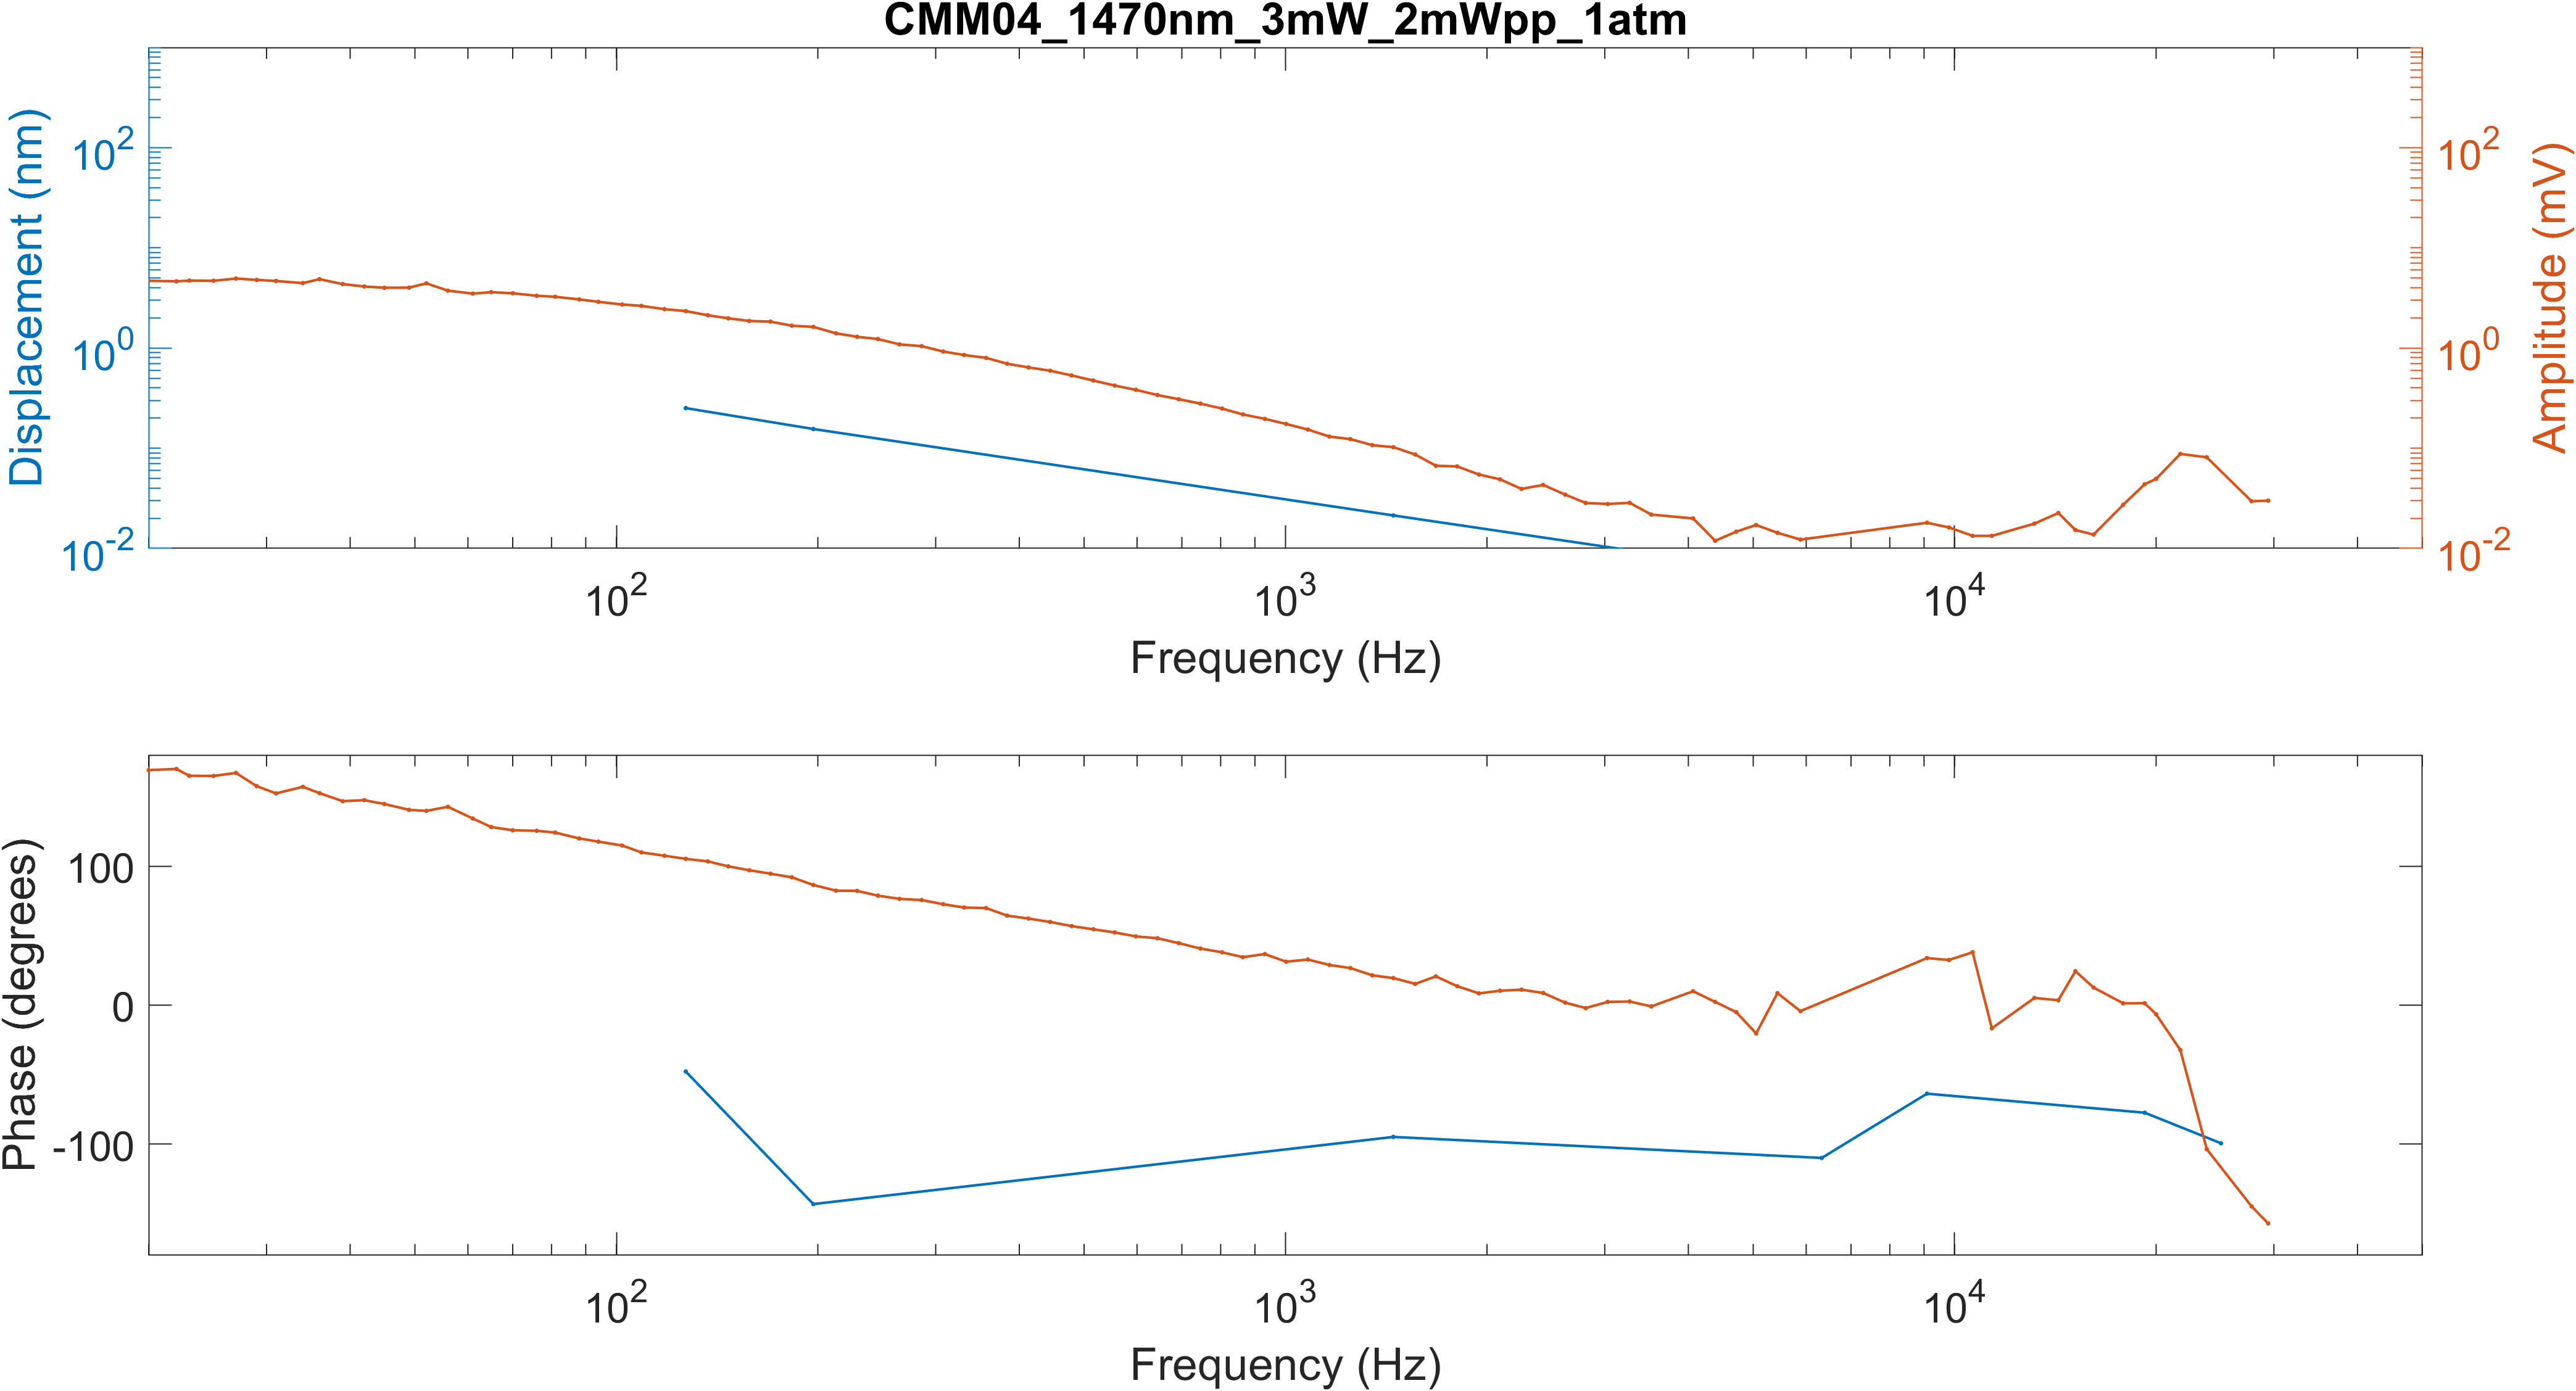 CMM04_1470nm_3mW_2mWpp_1atm
Displacement (nm)
10^2
10^0
10^-2
10^2
10^0
10^-2
Amplitude (mV)
10^2
10^3
10^4
Frequency (Hz)
Phase (degrees)
100
0
-100
10^2
10^3
10^4
Frequency (Hz)